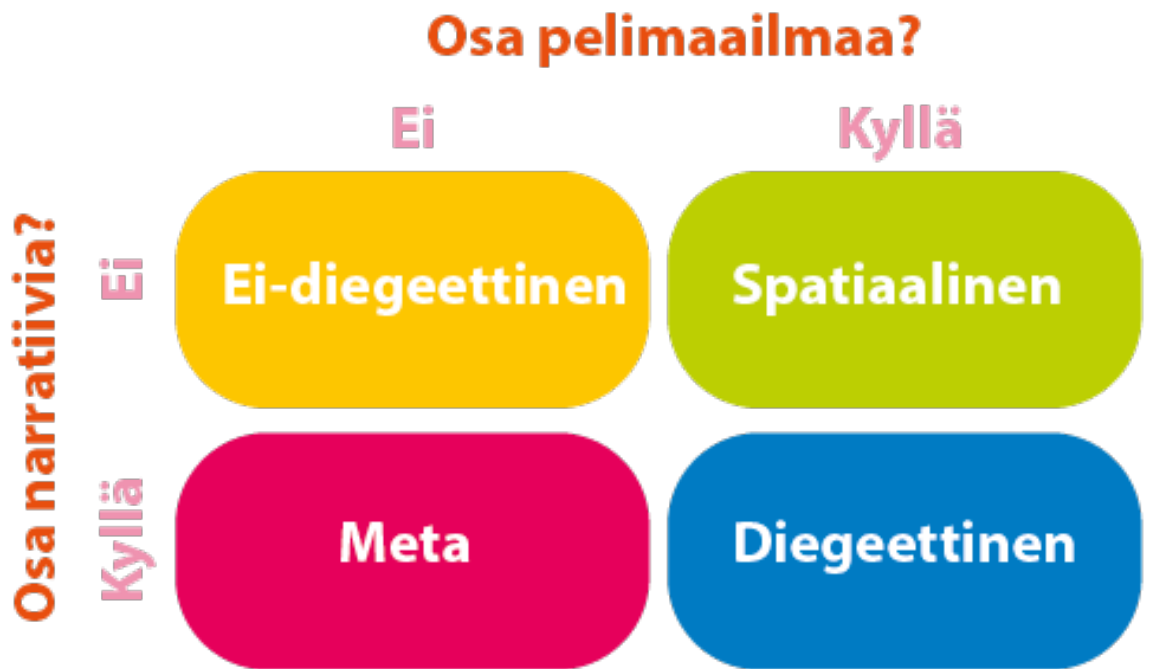 Osa pelimaailmaa?
Ei
Kyllä
Osa narratiivia?
Ei
Ei-diegeettinen
Spatiaalinen
Kyllä
Meta
Diegeettinen